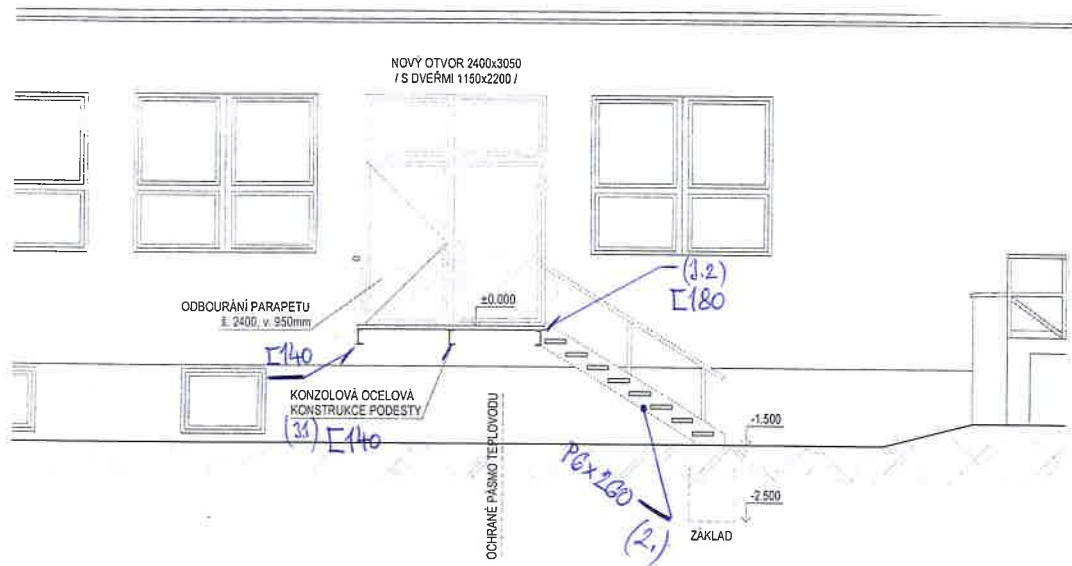 NOVÝ OTVOR 2400x3050
/ S DVEŘMI 1150x2200 /
(3.2)
[180
±0.000
ODBOURÁNÍ PARAPETU
š. 2400, v. 950mm
[140
KONZOLOVÁ OCELOVÁ
KONSTRUKCE PODESTY
(3.1) [140
OCHRANÉ PÁSMO TEPLOVODU
-1.500
P6x260
(2.)
-2.500
ZÁKLAD